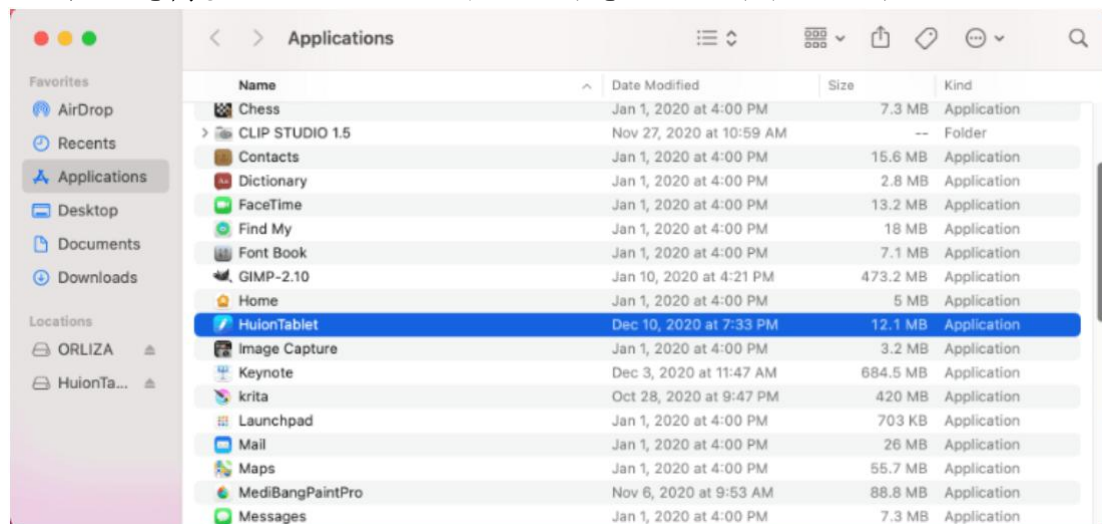 Applications
Name Date Modified Size Kind
Favorites
AirDrop
Recents
Applications
Desktop
Documents
Downloads
Locations
ORLIZA
HuionTa...
Chess Jan 1, 2020 at 4:00 PM 7.3 MB Application
CLIP STUDIO 1.5 Nov 27, 2020 at 10:59 AM -- Folder
Contacts Jan 1, 2020 at 4:00 PM 15.6 MB Application
Dictionary Jan 1, 2020 at 4:00 PM 2.8 MB Application
FaceTime Jan 1, 2020 at 4:00 PM 13.2 MB Application
Find My Jan 1, 2020 at 4:00 PM 18 MB Application
Font Book Jan 1, 2020 at 4:00 PM 7.1 MB Application
GIMP-2.10 Jan 10, 2020 at 4:21 PM 473.2 MB Application
Home Jan 1, 2020 at 4:00 PM 5 MB Application
HuionTablet Dec 10, 2020 at 7:33 PM 12.1 MB Application
Image Capture Jan 1, 2020 at 4:00 PM 3.2 MB Application
Keynote Dec 3, 2020 at 11:47 AM 684.5 MB Application
krita Oct 28, 2020 at 9:47 PM 420 MB Application
Launchpad Jan 1, 2020 at 4:00 PM 703 KB Application
Mail Jan 1, 2020 at 4:00 PM 26 MB Application
Maps Jan 1, 2020 at 4:00 PM 55.7 MB Application
MediBangPaintPro Nov 6, 2020 at 9:53 AM 88.8 MB Application
Messages Jan 1, 2020 at 4:00 PM 7.3 MB Application